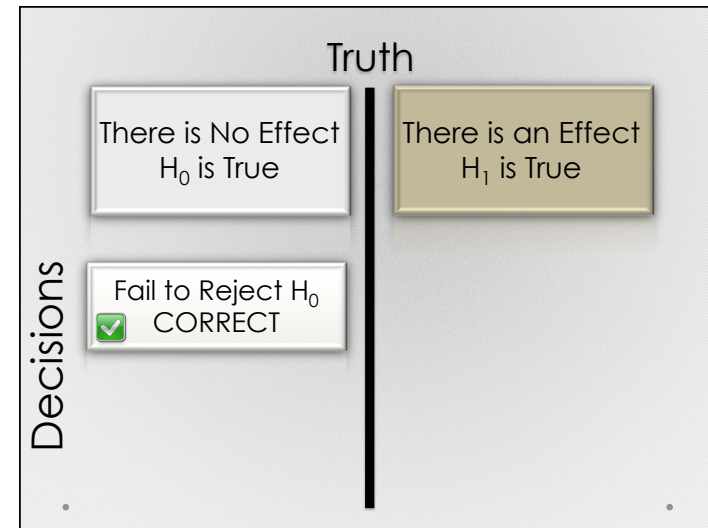 Truth
There is No Effect
H₀ is True
There is an Effect
H₁ is True
Decisions
Fail to Reject H₀
CORRECT